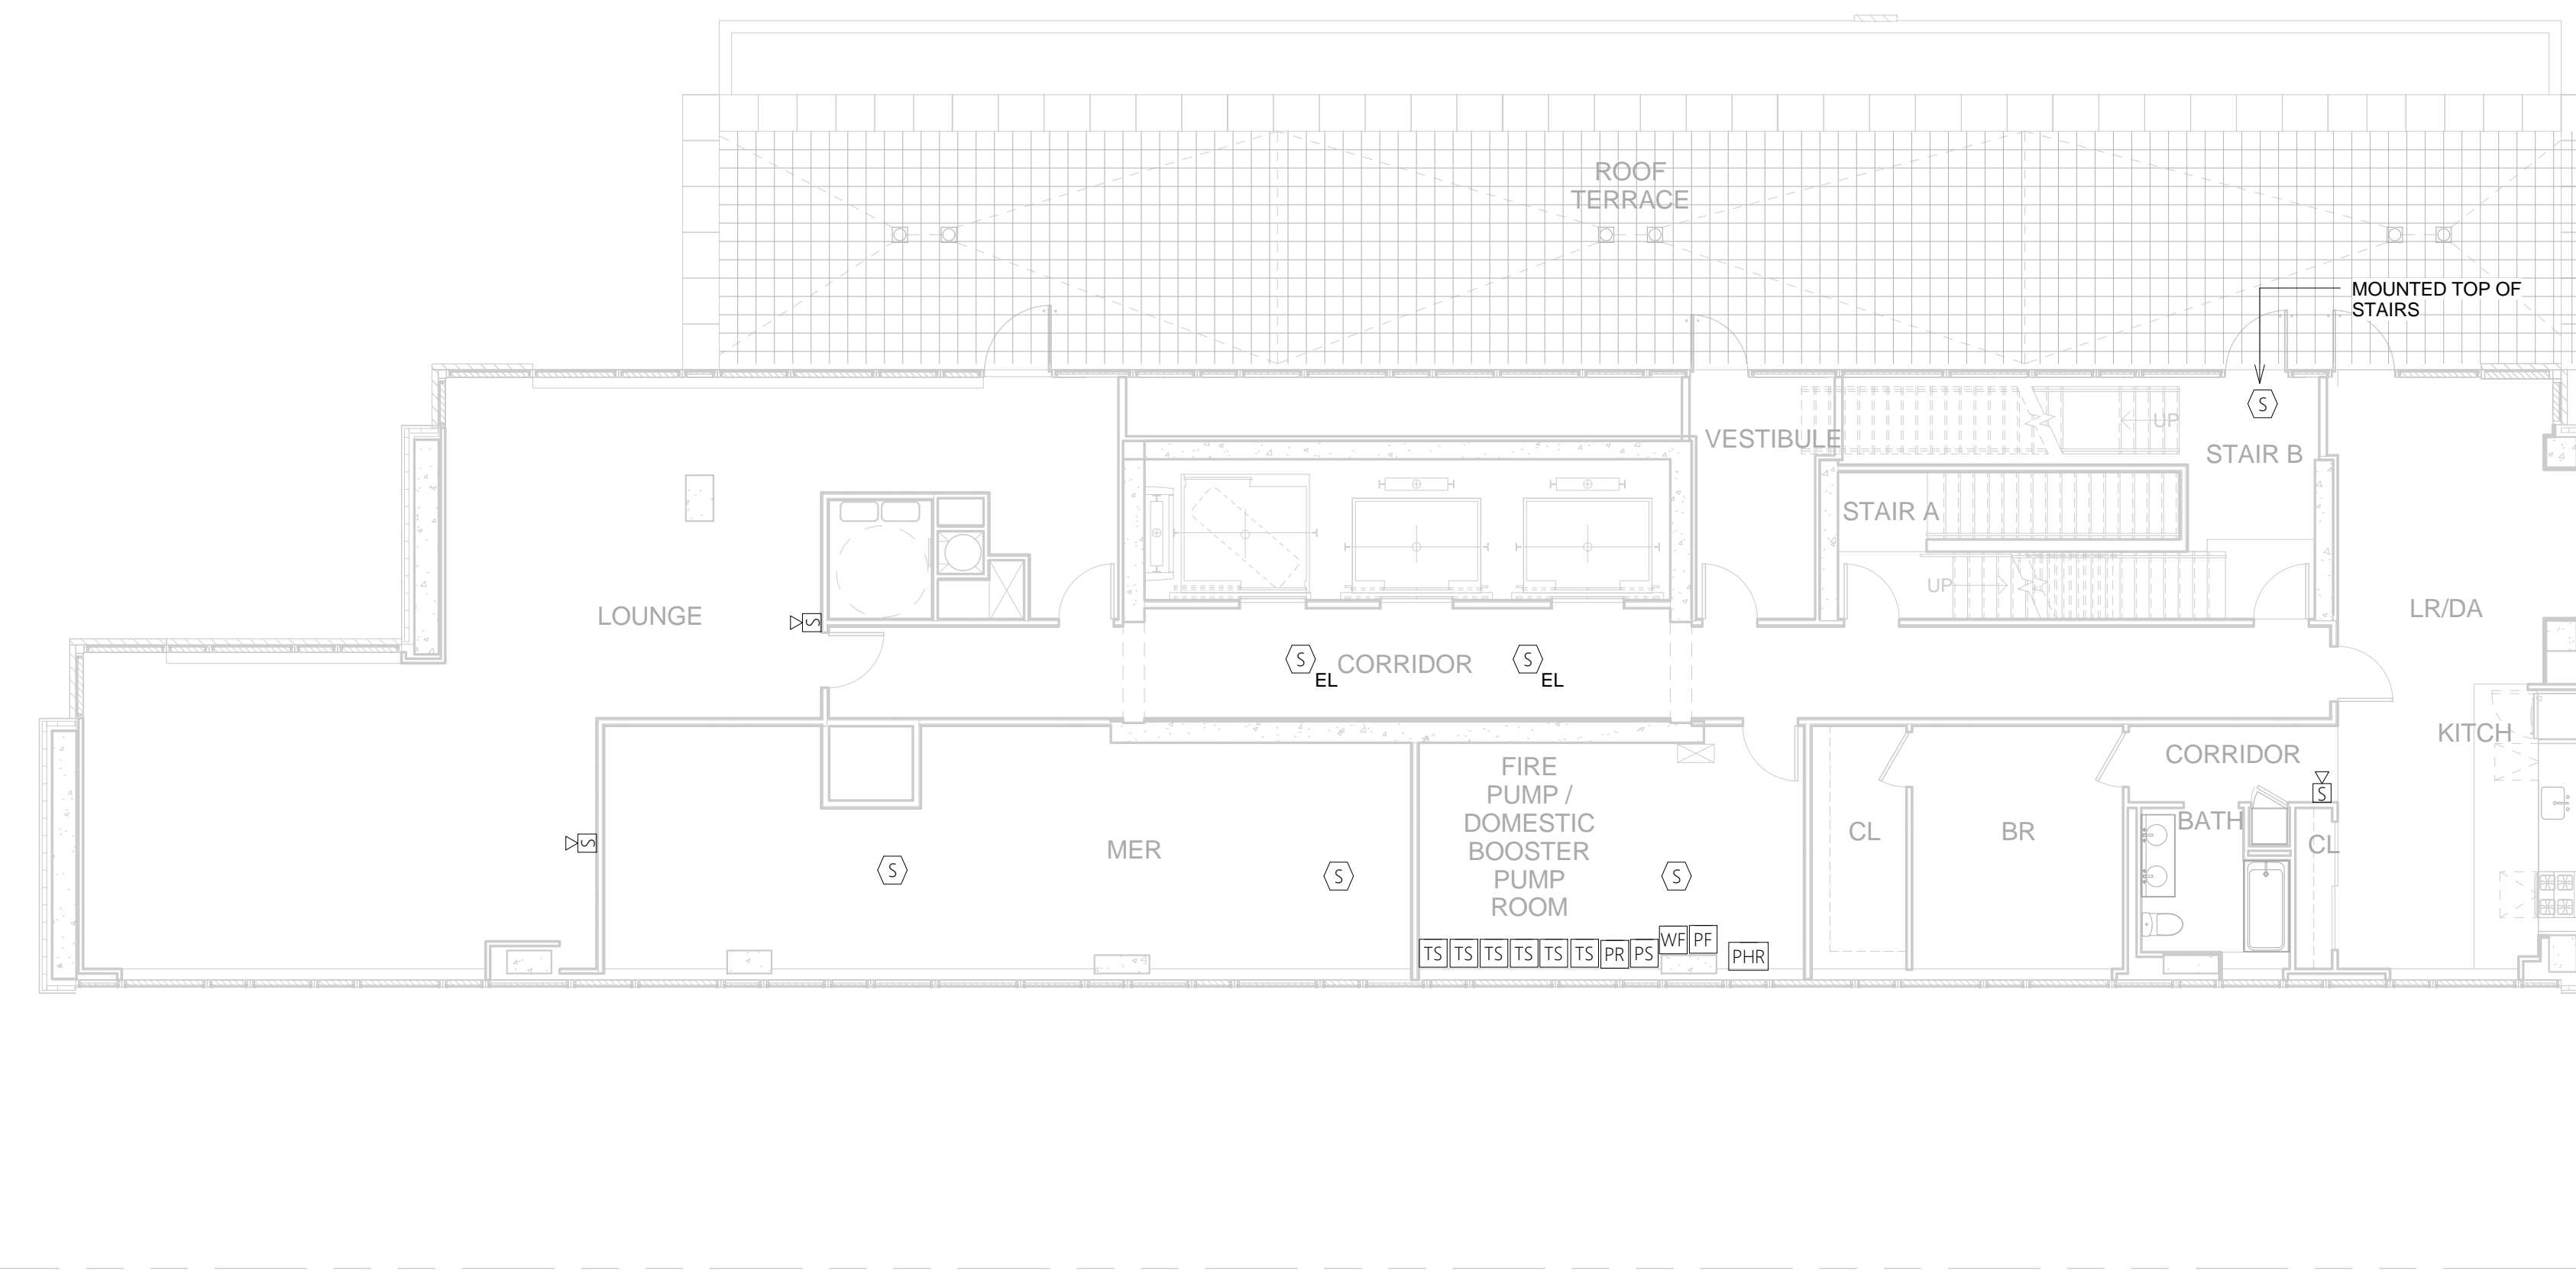 ROOF
TERRACE
MOUNTED TOP OF
STAIRS
S
UP
VESTIBULE
STAIR B
STAIR A
UP
LOUNGE
S
LR/DA
S
EL
CORRIDOR
S
EL
KITCH
CORRIDOR
S
FIRE
PUMP /
DOMESTIC
BOOSTER
PUMP
ROOM
CL
BR
BATH
CL
S
MER
S
S
S
TS
TS
TS
TS
TS
TS
PR
PS
WF
PF
PHR